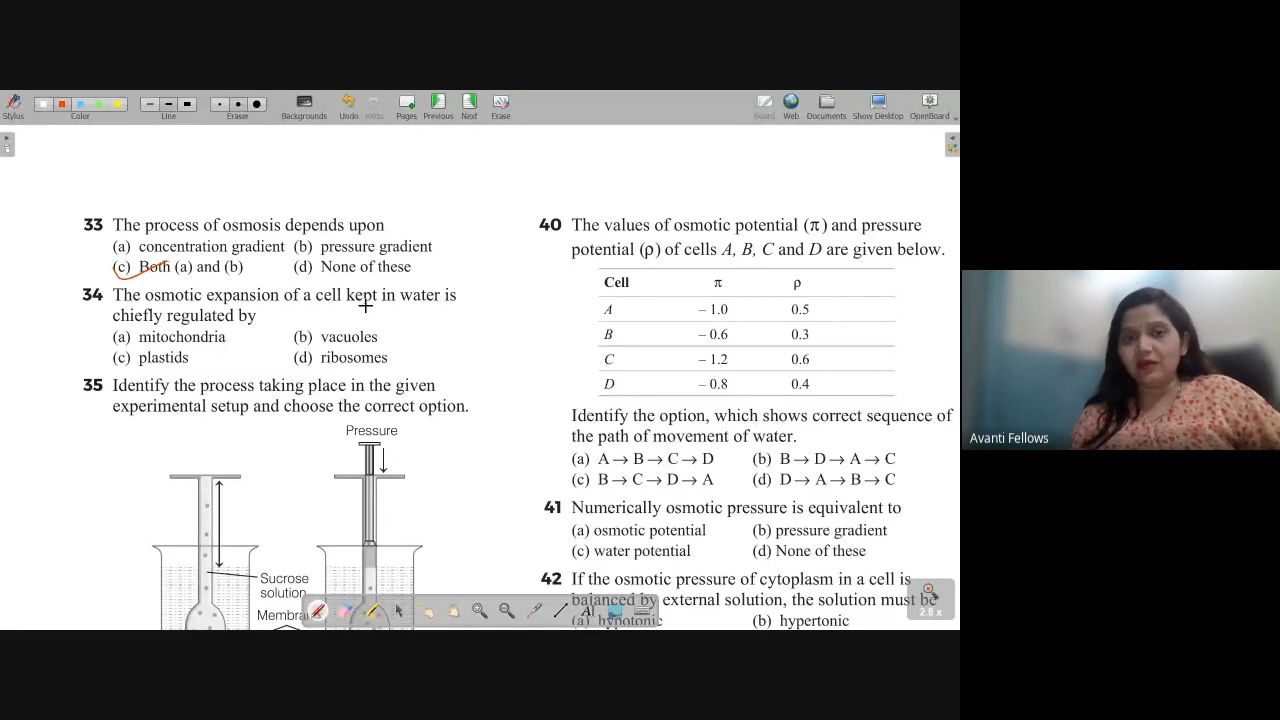 Stylus
Color
Line
Eraser
Backgrounds
Undo
Redo
Pages
Previous
Next
Erase
Board
Web
Documents
Show Desktop
OpenBoard
33 The process of osmosis depends upon
(a) concentration gradient (b) pressure gradient
(c) Both (a) and (b) (d) None of these
34 The osmotic expansion of a cell kept in water is
chiefly regulated by
(a) mitochondria (b) vacuoles
(c) plastids (d) ribosomes
35 Identify the process taking place in the given
experimental setup and choose the correct option.
Pressure
Sucrose
solution
Membra
40 The values of osmotic potential (π) and pressure
potential (ρ) of cells A, B, C and D are given below.
Cell π ρ
A – 1.0 0.5
B – 0.6 0.3
C – 1.2 0.6
D – 0.8 0.4
Identify the option, which shows correct sequence of
the path of movement of water.
(a) A → B → C → D (b) B → D → A → C
(c) B → C → D → A (d) D → A → B → C
41 Numerically osmotic pressure is equivalent to
(a) osmotic potential (b) pressure gradient
(c) water potential (d) None of these
42 If the osmotic pressure of cytoplasm in a cell is
balanced by external solution, the solution must be
(a) hypotonic (b) hypertonic
AI
2.8 x
Avanti Fellows